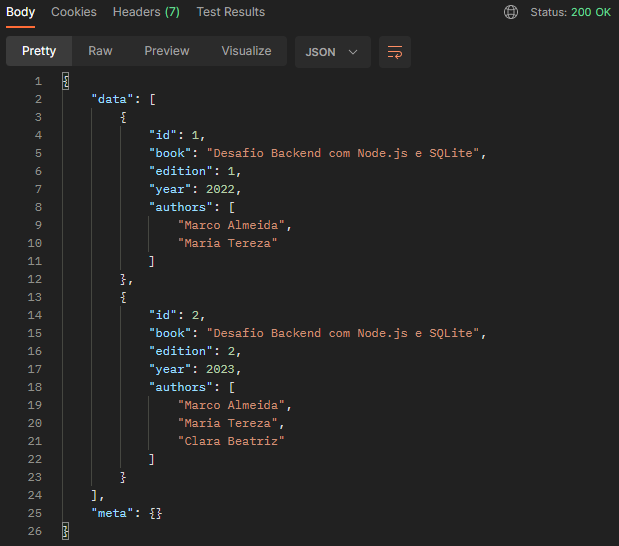 Body Cookies Headers (7) Test Results Status: 200 OK
Pretty Raw Preview Visualize JSON
1 {
2 "data": [
3 {
4 "id": 1,
5 "book": "Desafio Backend com Node.js e SQLite",
6 "edition": 1,
7 "year": 2022,
8 "authors": [
9 "Marco Almeida",
10 "Maria Tereza"
11 ]
12 },
13 {
14 "id": 2,
15 "book": "Desafio Backend com Node.js e SQLite",
16 "edition": 2,
17 "year": 2023,
18 "authors": [
19 "Marco Almeida",
20 "Maria Tereza",
21 "Clara Beatriz"
22 ]
23 }
24 ],
25 "meta": {}
26 }